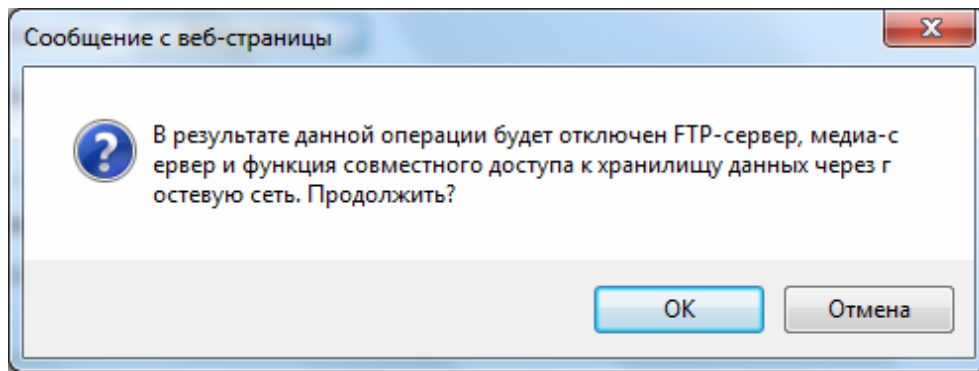 Сообщение с веб-страницы
В результате данной операции будет отключен FTP-сервер, медиа-с
ервер и функция совместного доступа к хранилищу данных через г
остевую сеть. Продолжить?
OK
Отмена